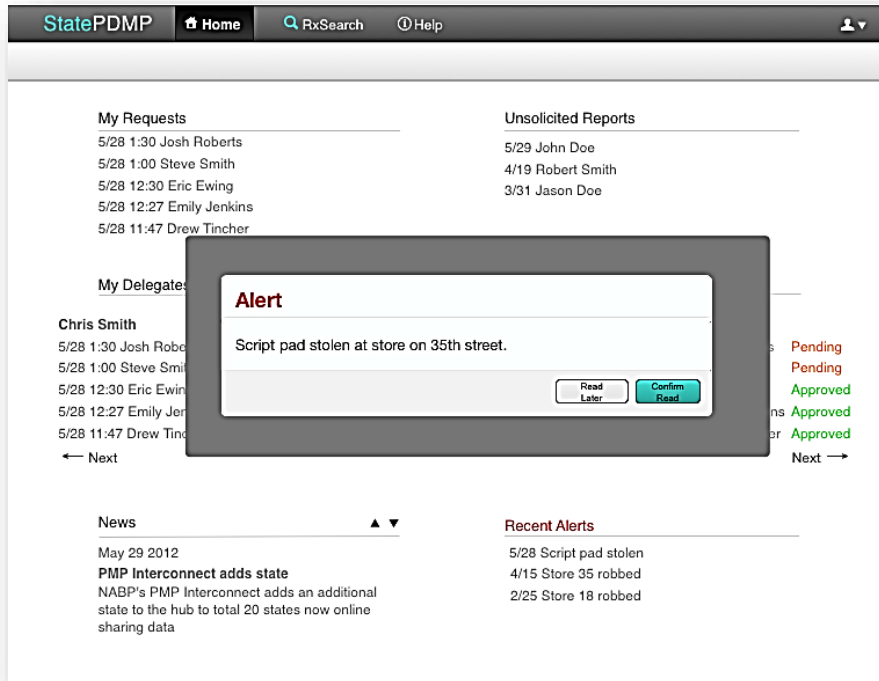 StatePDMP Home RxSearch Help
My Requests
5/28 1:30 Josh Roberts
5/28 1:00 Steve Smith
5/28 12:30 Eric Ewing
5/28 12:27 Emily Jenkins
5/28 11:47 Drew Tincher
Unsolicited Reports
5/29 John Doe
4/19 Robert Smith
3/31 Jason Doe
My Delegates
Chris Smith
5/28 1:30 Josh Robe
5/28 1:00 Steve Smi
5/28 12:30 Eric Ewin
5/28 12:27 Emily Jer
5/28 11:47 Drew Tinc
← Next
s Pending
Pending
Approved
ns Approved
er Approved
Next →
Alert
Script pad stolen at store on 35th street.
Read
Later
Confirm
Read
News ▲ ▼
May 29 2012
PMP Interconnect adds state
NABP's PMP Interconnect adds an additional
state to the hub to total 20 states now online
sharing data
Recent Alerts
5/28 Script pad stolen
4/15 Store 35 robbed
2/25 Store 18 robbed